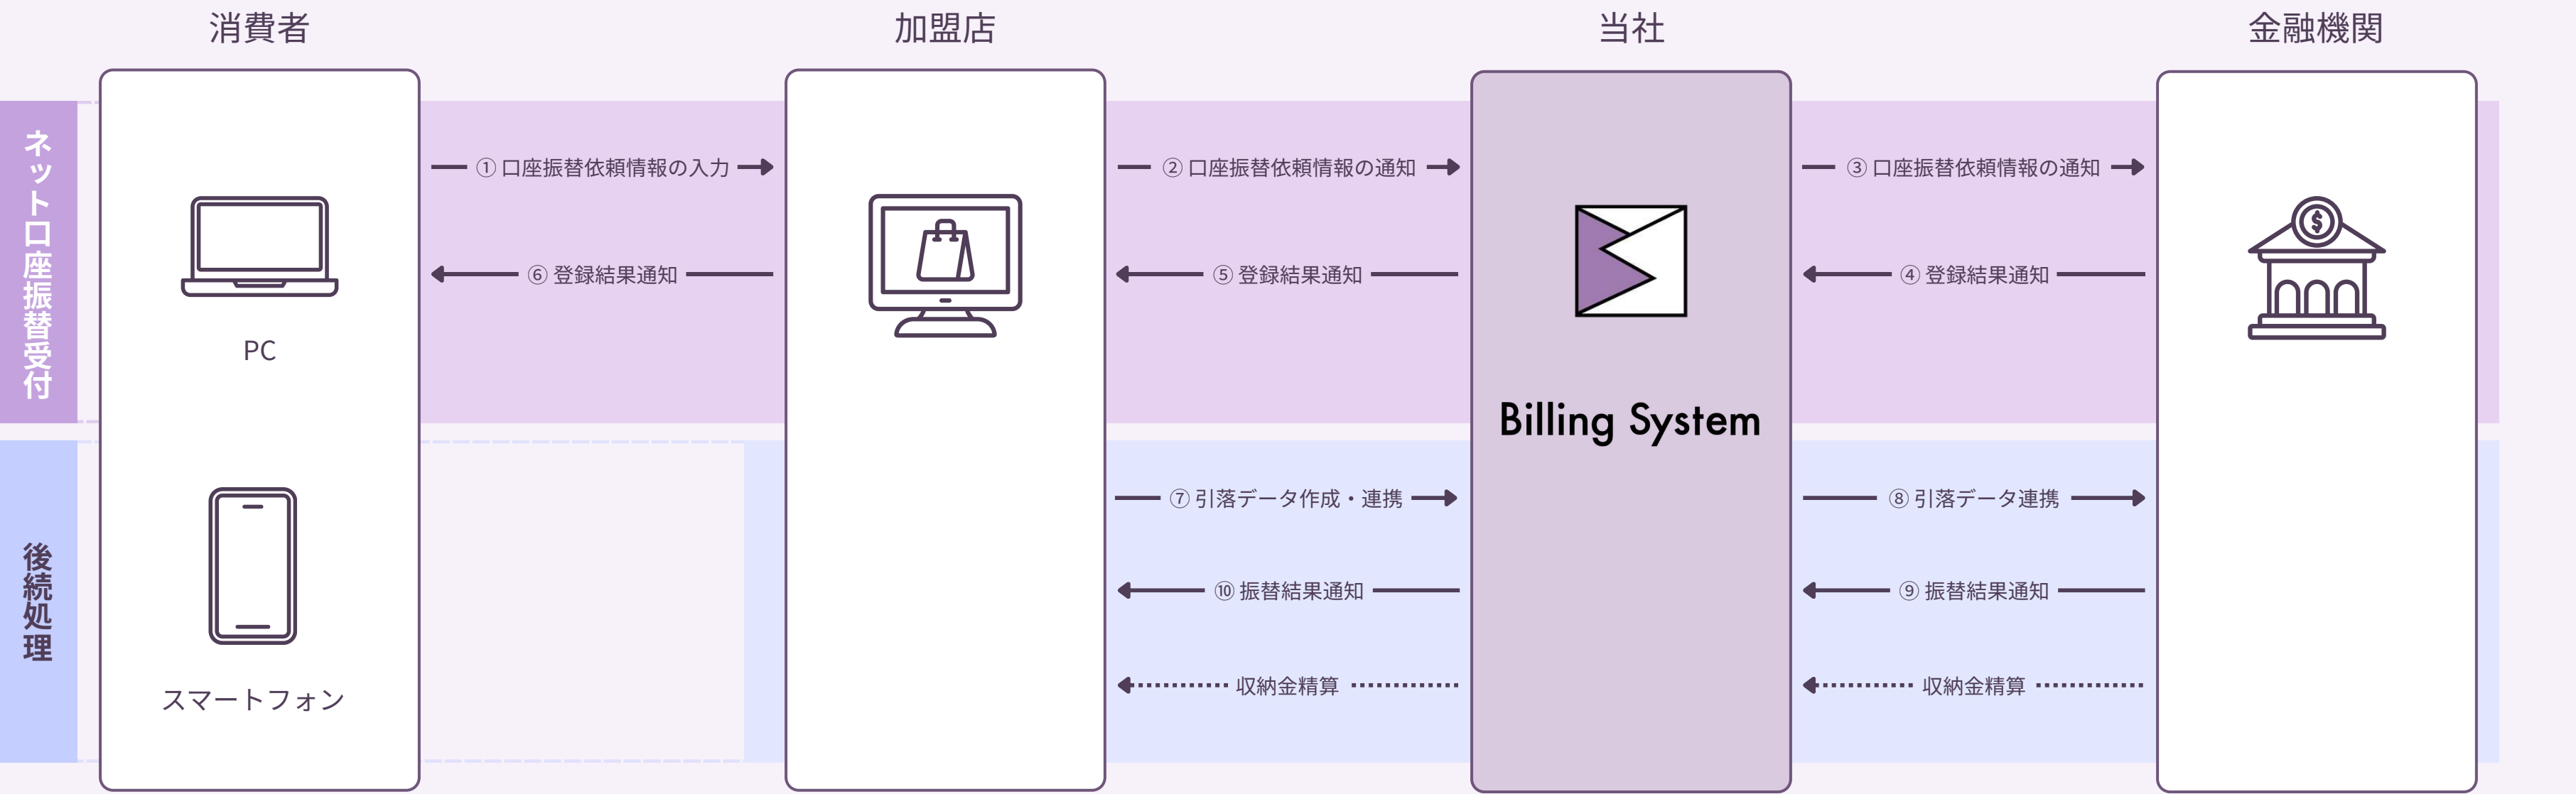 消費者
加盟店
当社
金融機関
ネット口座振替受付
① 口座振替依頼情報の入力
② 口座振替依頼情報の通知
③ 口座振替依頼情報の通知
⑥ 登録結果通知
⑤ 登録結果通知
④ 登録結果通知
PC
Billing System
後続処理
⑦ 引落データ作成・連携
⑧ 引落データ連携
⑩ 振替結果通知
⑨ 振替結果通知
スマートフォン
収納金精算
収納金精算